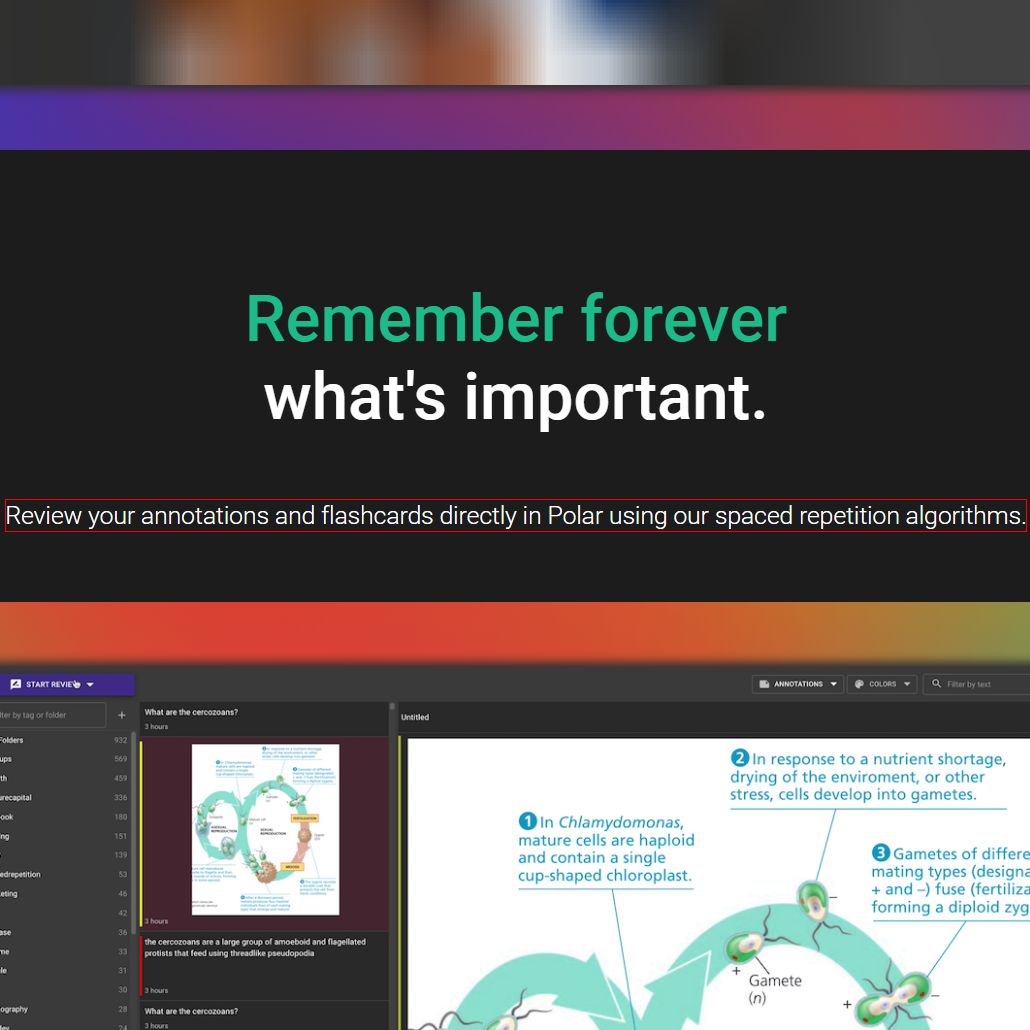 Remember forever
what's important.
Review your annotations and flashcards directly in Polar using our spaced repetition algorithms.
START REVIEW
ANNOTATIONS
COLORS
Filter by text
ter by tag or folder
+
Folders 932
ups 569
th 459
urecapital 336
ook 180
ng 151
139
edrepetition 53
keting 46
42
ase 36
me 33
le 31
30
ography 28
ley 24
What are the cercozoans?
3 hours
3 hours
the cercozoans are a large group of amoeboid and flagellated
protists that feed using threadlike pseudopodia
3 hours
What are the cercozoans?
3 hours
Untitled
1 In Chlamydomonas,
mature cells are haploid
and contain a single
cup-shaped chloroplast.
2 In response to a nutrient shortage,
drying of the enviroment, or other
stress, cells develop into gametes.
3 Gametes of differe
mating types (designa
+ and –) fuse (fertiliza
forming a diploid zyg
–
+
Gamete
(n)
+
–